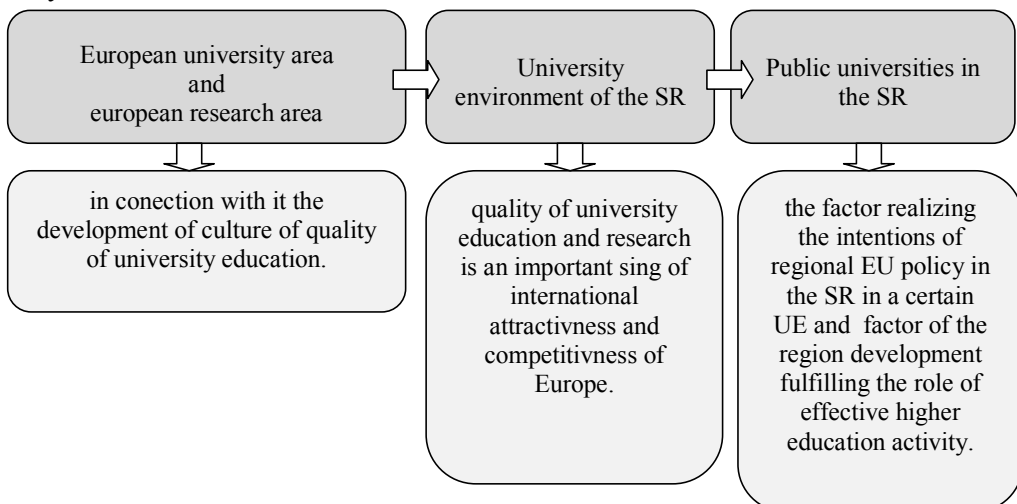 European university area
and
european research area
University
environment of the SR
Public universities in
the SR
in conection with it the
development of culture of quality
of university education.
quality of university
education and research
is an important sing of
international
attractivness and
competitivness of
Europe.
the factor realizing
the intentions of
regional EU policy in
the SR in a certain
UE and factor of the
region development
fulfilling the role of
effective higher
education activity.